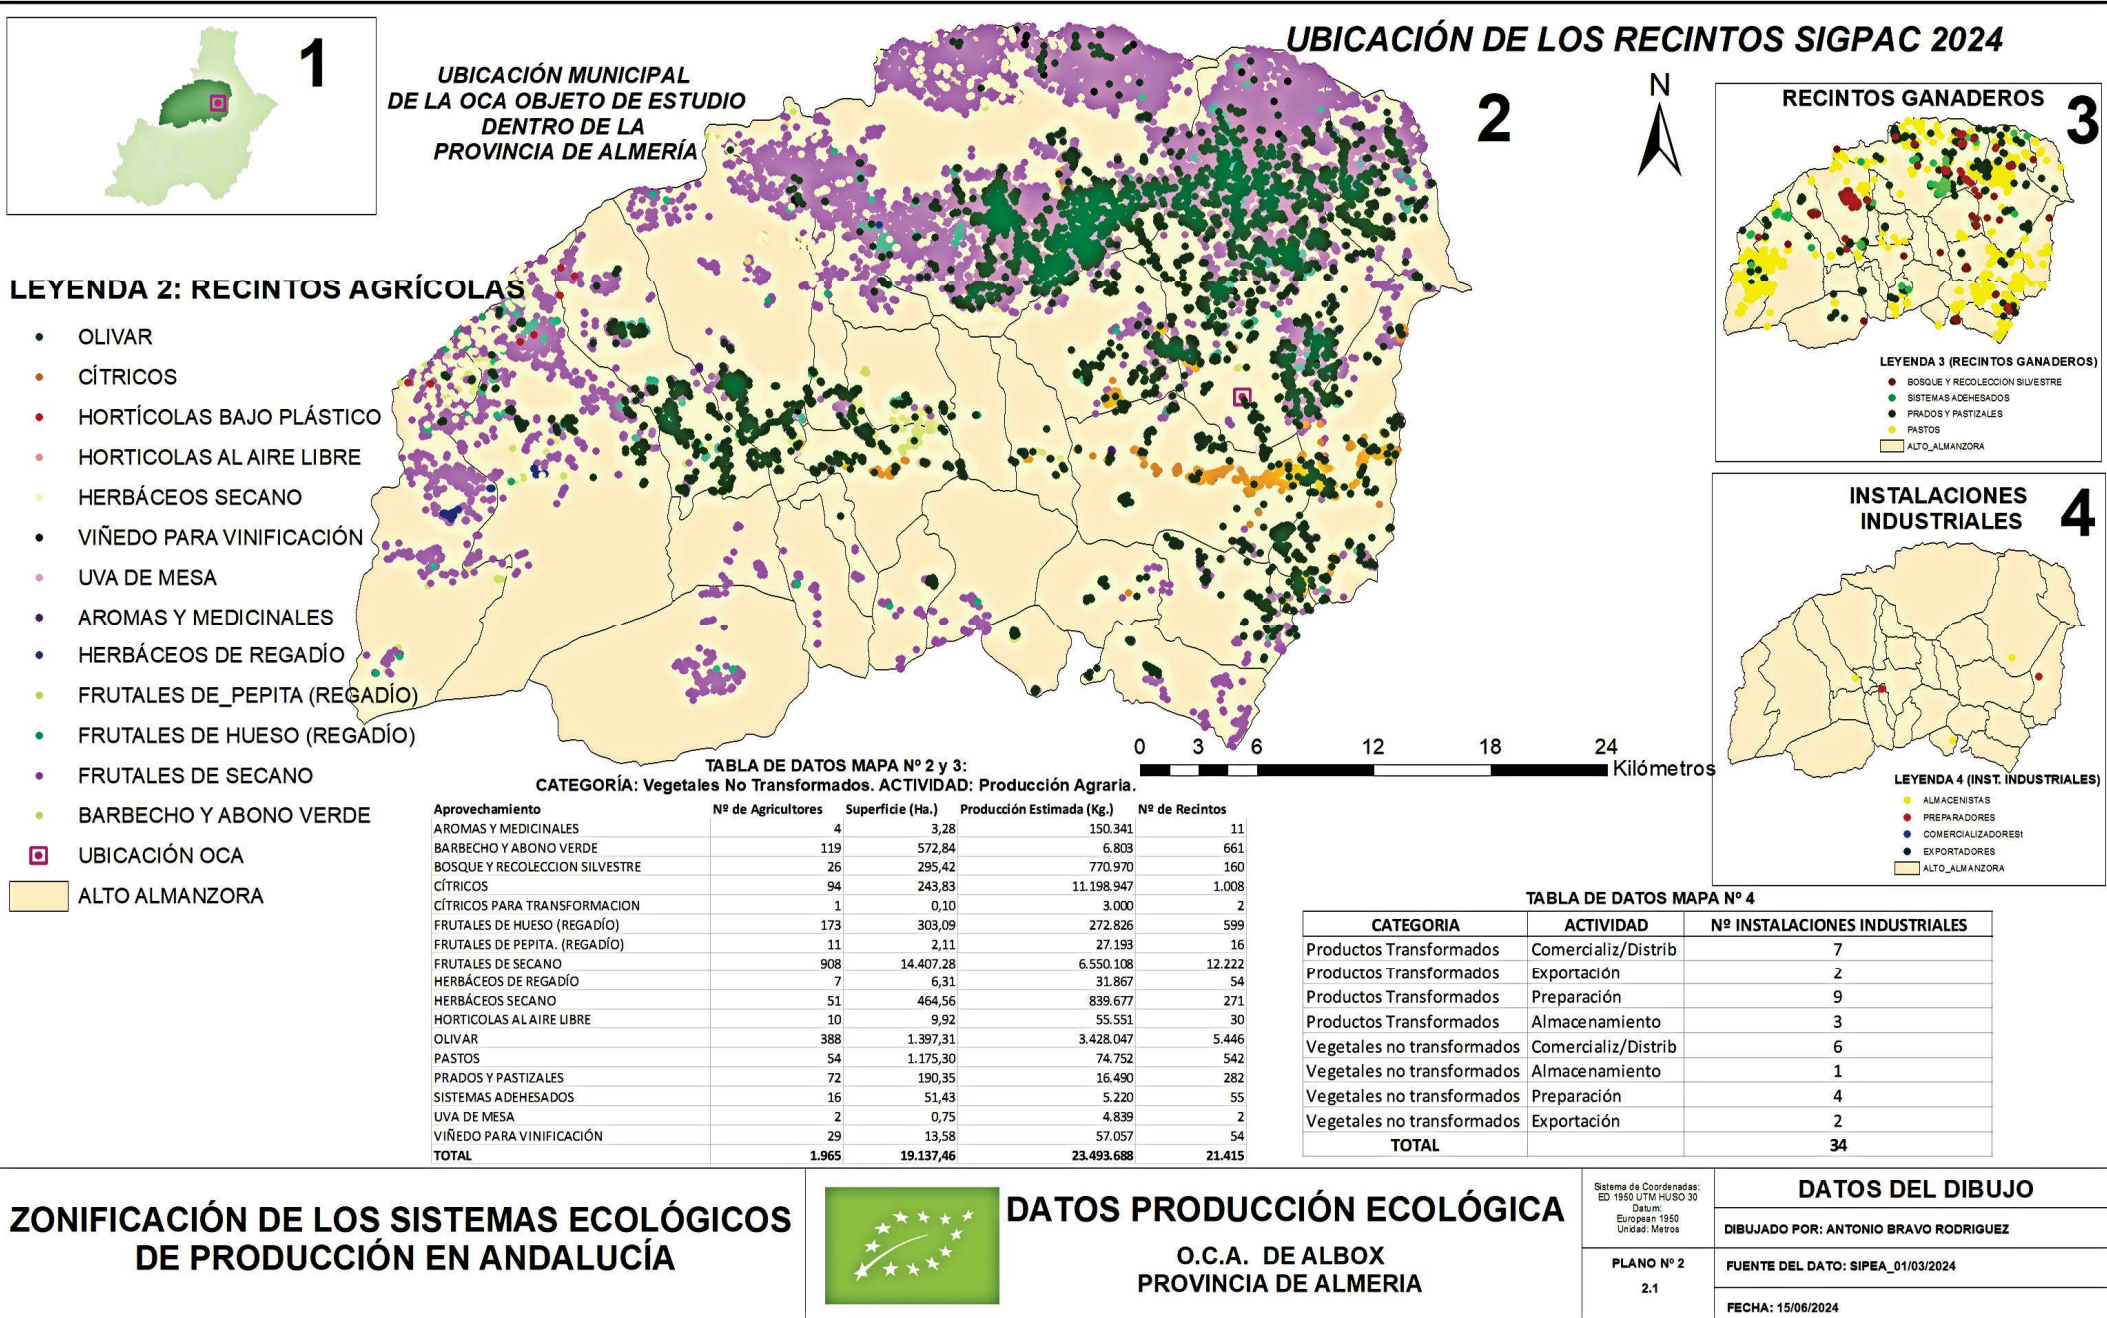 1
UBICACIÓN MUNICIPAL
DE LA OCA OBJETO DE ESTUDIO
DENTRO DE LA
PROVINCIA DE ALMERÍA
UBICACIÓN DE LOS RECINTOS SIGPAC 2024
2
N
RECINTOS GANADEROS
3
LEYENDA 3 (RECINTOS GANADEROS)
BOSQUE Y RECOLECCION SILVESTRE
SISTEMAS ADEHESADOS
PRADOS Y PASTIZALES
PASTOS
ALTO_ALMANZORA
LEYENDA 2: RECINTOS AGRÍCOLAS
OLIVAR
CÍTRICOS
HORTÍCOLAS BAJO PLÁSTICO
HORTICOLAS AL AIRE LIBRE
HERBÁCEOS SECANO
VIÑEDO PARA VINIFICACIÓN
UVA DE MESA
AROMAS Y MEDICINALES
HERBÁCEOS DE REGADÍO
FRUTALES DE_PEPITA (REGADÍO)
FRUTALES DE HUESO (REGADÍO)
FRUTALES DE SECANO
BARBECHO Y ABONO VERDE
UBICACIÓN OCA
ALTO ALMANZORA
INSTALACIONES
INDUSTRIALES
4
LEYENDA 4 (INST. INDUSTRIALES)
ALMACENISTAS
PREPARADORES
COMERCIALIZADORESt
EXPORTADORES
ALTO_ALMANZORA
0 3 6 12 18 24
Kilómetros
TABLA DE DATOS MAPA Nº 2 y 3:
CATEGORÍA: Vegetales No Transformados. ACTIVIDAD: Producción Agraria.
Aprovechamiento Nº de Agricultores Superficie (Ha.) Producción Estimada (Kg.) Nº de Recintos
AROMAS Y MEDICINALES 4 3,28 150.341 11
BARBECHO Y ABONO VERDE 119 572,84 6.803 661
BOSQUE Y RECOLECCION SILVESTRE 26 295,42 770.970 160
CÍTRICOS 94 243,83 11.198.947 1.008
CÍTRICOS PARA TRANSFORMACION 1 0,10 3.000 2
FRUTALES DE HUESO (REGADÍO) 173 303,09 272.826 599
FRUTALES DE PEPITA. (REGADÍO) 11 2,11 27.193 16
FRUTALES DE SECANO 908 14.407,28 6.550.108 12.222
HERBÁCEOS DE REGADÍO 7 6,31 31.867 54
HERBÁCEOS SECANO 51 464,56 839.677 271
HORTICOLAS AL AIRE LIBRE 10 9,92 55.551 30
OLIVAR 388 1.397,31 3.428.047 5.446
PASTOS 54 1.175,30 74.752 542
PRADOS Y PASTIZALES 72 190,35 16.490 282
SISTEMAS ADEHESADOS 16 51,43 5.220 55
UVA DE MESA 2 0,75 4.839 2
VIÑEDO PARA VINIFICACIÓN 29 13,58 57.057 54
TOTAL 1.965 19.137,46 23.493.688 21.415
TABLA DE DATOS MAPA Nº 4
CATEGORIA ACTIVIDAD Nº INSTALACIONES INDUSTRIALES
Productos Transformados Comercializ/Distrib 7
Productos Transformados Exportación 2
Productos Transformados Preparación 9
Productos Transformados Almacenamiento 3
Vegetales no transformados Comercializ/Distrib 6
Vegetales no transformados Almacenamiento 1
Vegetales no transformados Preparación 4
Vegetales no transformados Exportación 2
TOTAL 34
ZONIFICACIÓN DE LOS SISTEMAS ECOLÓGICOS
DE PRODUCCIÓN EN ANDALUCÍA
DATOS PRODUCCIÓN ECOLÓGICA
O.C.A. DE ALBOX
PROVINCIA DE ALMERIA
Sistema de Coordenadas:
ED 1950 UTM HUSO 30
Datum:
European 1950
Unidad: Metros
PLANO Nº 2
2.1
DATOS DEL DIBUJO
DIBUJADO POR: ANTONIO BRAVO RODRIGUEZ
FUENTE DEL DATO: SIPEA_01/03/2024
FECHA: 15/06/2024